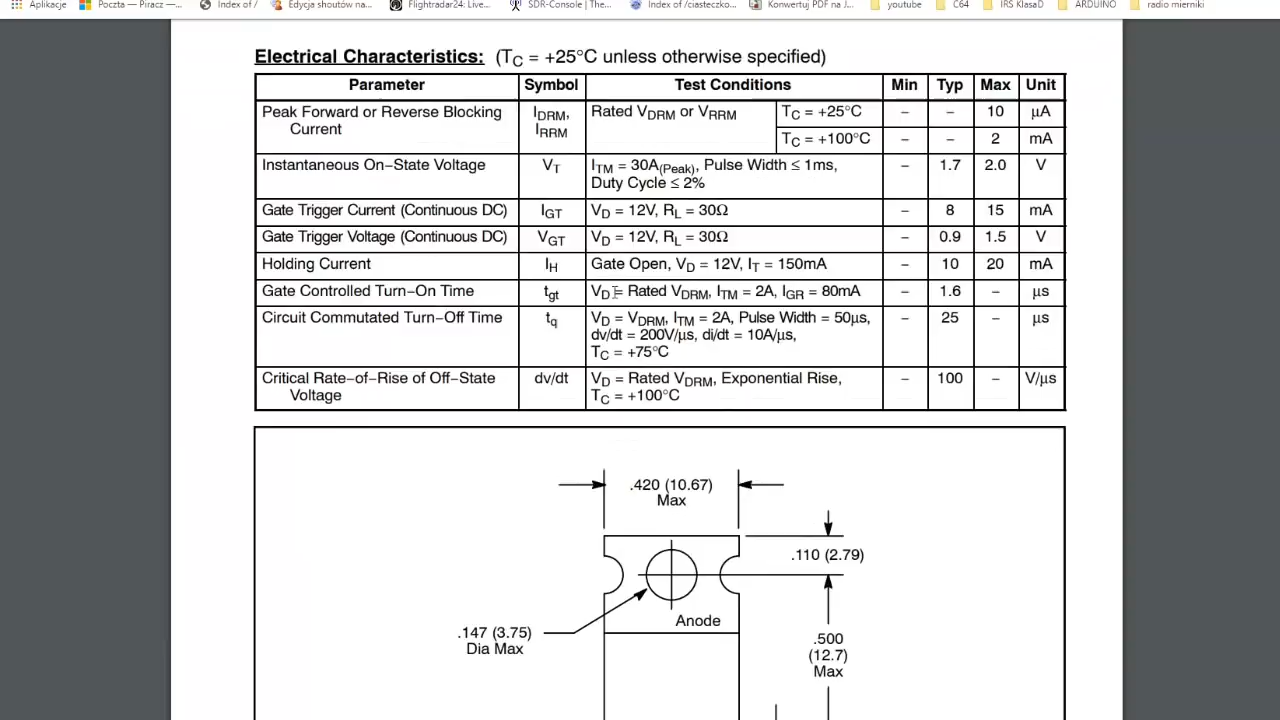 Aplikacje Poczta — Piracz —... Index of / Edycja shoutów na... Flightradar24: Live... SDR-Console | The... Index of /ciasteczko... Konwertuj PDF na J... youtube C64 IRS KlasaD ARDUINO radio mierniki
Electrical Characteristics: (TC = +25°C unless otherwise specified)
Parameter Symbol Test Conditions Min Typ Max Unit
Peak Forward or Reverse Blocking IDRM, Rated VDRM or VRRM TC = +25°C – – 10 μA
Current IRRM TC = +100°C – – 2 mA
Instantaneous On–State Voltage VT ITM = 30A(Peak), Pulse Width ≤ 1ms, – 1.7 2.0 V
Duty Cycle ≤ 2%
Gate Trigger Current (Continuous DC) IGT VD = 12V, RL = 30Ω – 8 15 mA
Gate Trigger Voltage (Continuous DC) VGT VD = 12V, RL = 30Ω – 0.9 1.5 V
Holding Current IH Gate Open, VD = 12V, IT = 150mA – 10 20 mA
Gate Controlled Turn–On Time tgt VD = Rated VDRM, ITM = 2A, IGR = 80mA – 1.6 – μs
Circuit Commutated Turn–Off Time tq VD = VDRM, ITM = 2A, Pulse Width = 50μs, – 25 – μs
dv/dt = 200V/μs, di/dt = 10A/μs,
TC = +75°C
Critical Rate–of–Rise of Off–State dv/dt VD = Rated VDRM, Exponential Rise, – 100 – V/μs
Voltage TC = +100°C
.420 (10.67)
Max
.110 (2.79)
Anode
.147 (3.75)
Dia Max
.500
(12.7)
Max